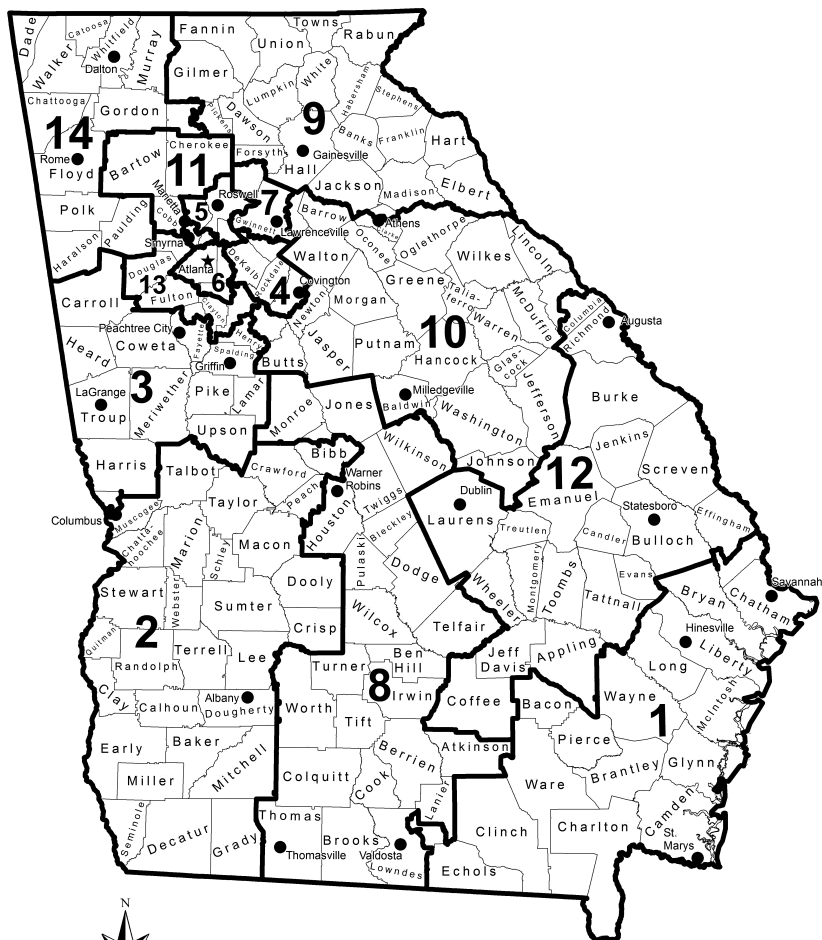 Dade
Catoosa
Whitfield
Walker
Murray
Dalton
Fannin
Union
Towns
Rabun
Gilmer
Lumpkin
White
Habersham
Stephens
Chattooga
Gordon
Pickens
Dawson
9
Banks
Franklin
Hart
14
Rome
Floyd
Bartow
Cherokee
11
Forsyth
Hall
Gainesville
Jackson
Madison
Elbert
Polk
Paulding
Haralson
Marietta
Cobb
5
Roswell
7
Gwinnett
Lawrenceville
Smyrna
Barrow
Athens
Clarke
Oconee
Oglethorpe
Wilkes
Lincoln
Douglas
Atlanta
13
Fulton
6
DeKalb
Rockdale
4
Covington
Newton
Walton
Morgan
Greene
Talia-
ferro
McDuffie
Columbia
Richmond
Augusta
Carroll
Clayton
Peachtree City
Coweta
Fayette
Henry
Spalding
Griffin
Butts
Jasper
Putnam
10
Hancock
Warren
Glas-
cock
Jefferson
Heard
3
LaGrange
Troup
Meriwether
Pike
Lamar
Upson
Monroe
Jones
Milledgeville
Baldwin
Washington
Burke
Harris
Talbot
Crawford
Bibb
Wilkinson
Johnson
12
Emanuel
Jenkins
Screven
Warner
Robins
Columbus
Muscogee
Taylor
Peach
Houston
Twiggs
Bleckley
Dublin
Laurens
Treutlen
Statesboro
Candler
Bulloch
Effingham
Chatta-
hoochee
Marion
Schley
Macon
Dooly
Pulaski
Dodge
Wheeler
Montgomery
Toombs
Tattnall
Evans
Bryan
Chatham
Savannah
Stewart
Webster
Sumter
Crisp
Wilcox
Telfair
Hinesville
Liberty
Long
Quitman
2
Randolph
Terrell
Lee
Turner
Ben
Hill
Jeff
Davis
Appling
Clay
Calhoun
Albany
Dougherty
Worth
Tift
8
Irwin
Coffee
Bacon
Wayne
1
McIntosh
Early
Baker
Mitchell
Miller
Colquitt
Cook
Berrien
Atkinson
Lanier
Pierce
Ware
Brantley
Glynn
Seminole
Decatur
Grady
Thomas
Thomasville
Brooks
Valdosta
Lowndes
Echols
Clinch
Charlton
Camden
St.
Marys
N